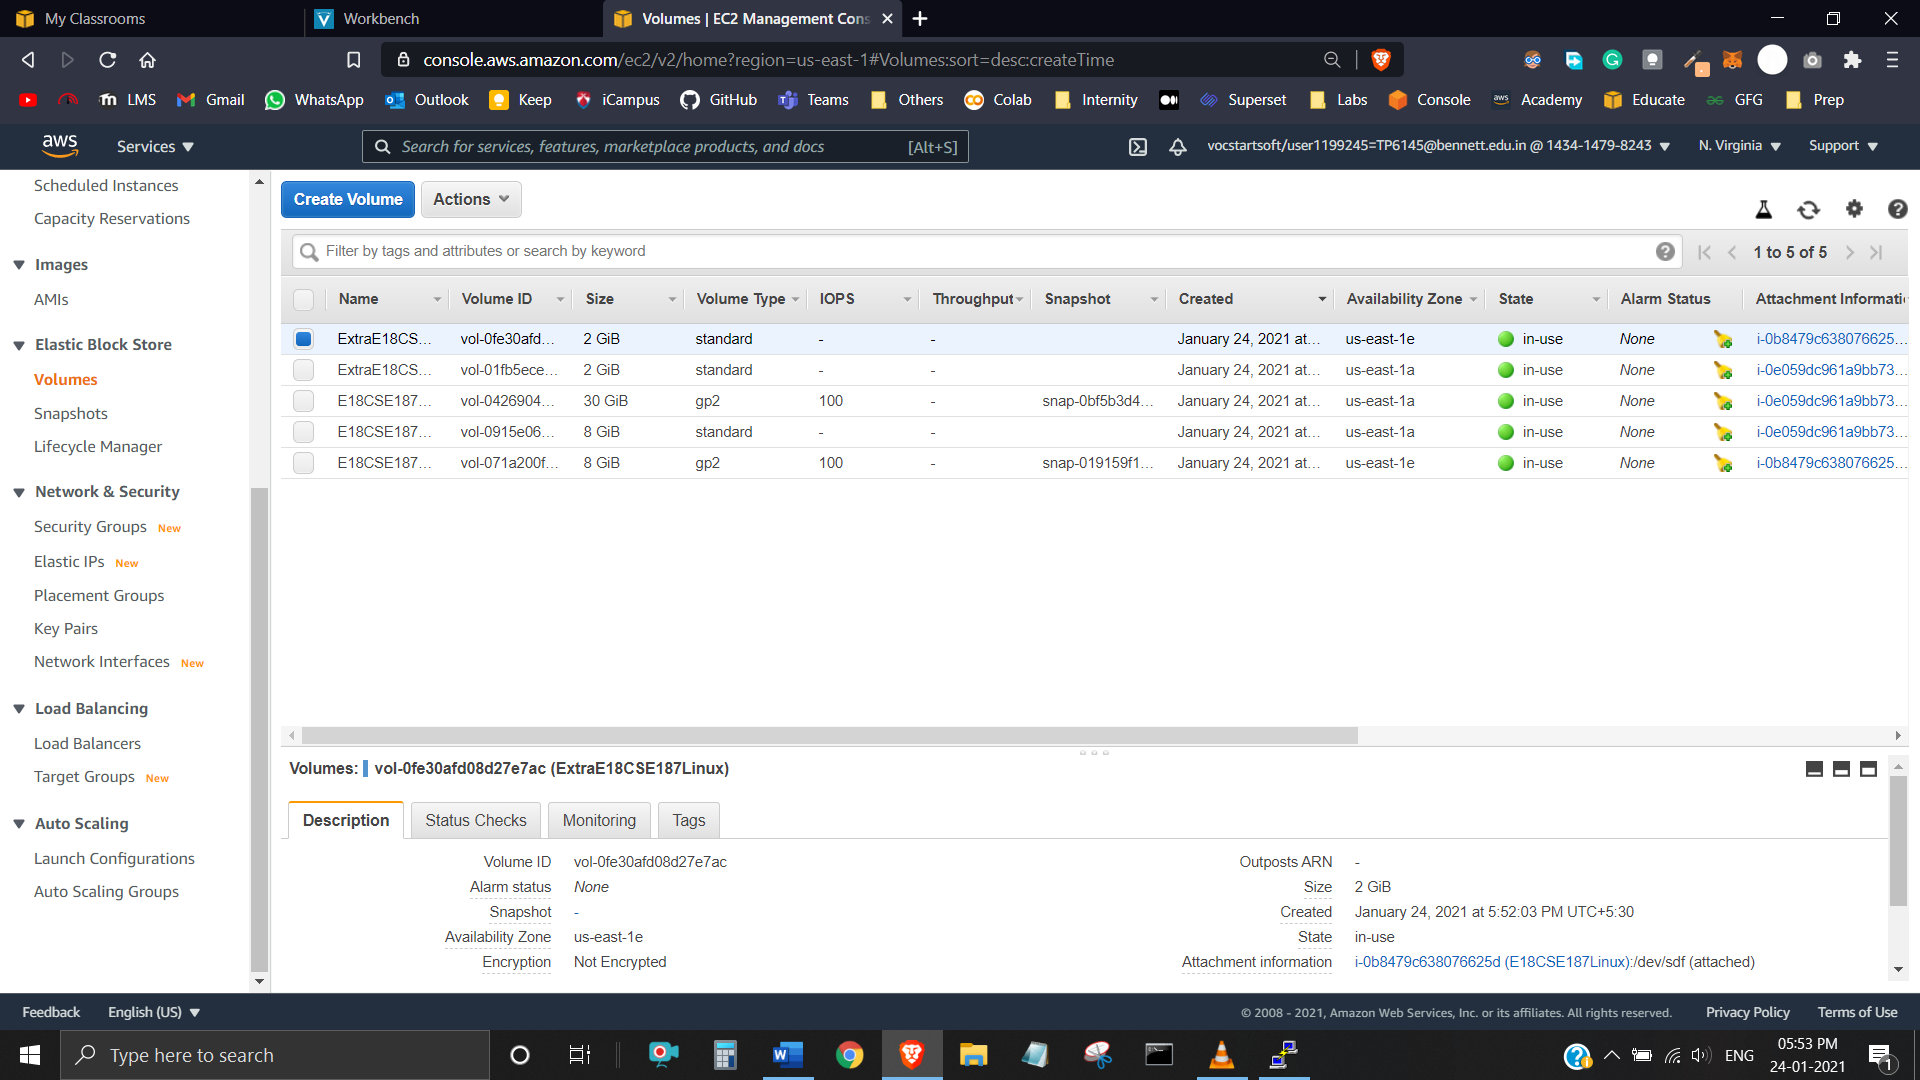 My Classrooms
Workbench
Volumes | EC2 Management Cons
console.aws.amazon.com/ec2/v2/home?region=us-east-1#Volumes:sort=desc:createTime
LMS Gmail WhatsApp Outlook Keep iCampus GitHub Teams Others Colab Internity Superset Labs Console Academy Educate GFG Prep
aws Services Search for services, features, marketplace products, and docs [Alt+S] vocstartsoft/user1199245=TP6145@bennett.edu.in @ 1434-1479-8243 N. Virginia Support
Scheduled Instances
Capacity Reservations
Images
AMIs
Elastic Block Store
Volumes
Snapshots
Lifecycle Manager
Network & Security
Security Groups New
Elastic IPs New
Placement Groups
Key Pairs
Network Interfaces New
Load Balancing
Load Balancers
Target Groups New
Auto Scaling
Launch Configurations
Auto Scaling Groups
Create Volume Actions
Filter by tags and attributes or search by keyword 1 to 5 of 5
Name Volume ID Size Volume Type IOPS Throughput Snapshot Created Availability Zone State Alarm Status Attachment Informati
ExtraE18CS... vol-0fe30afd... 2 GiB standard - - January 24, 2021 at... us-east-1e in-use None i-0b8479c638076625...
ExtraE18CS... vol-01fb5ece... 2 GiB standard - - January 24, 2021 at... us-east-1a in-use None i-0e059dc961a9bb73...
E18CSE187... vol-0426904... 30 GiB gp2 100 - snap-0bf5b3d4... January 24, 2021 at... us-east-1a in-use None i-0e059dc961a9bb73...
E18CSE187... vol-0915e06... 8 GiB standard - - January 24, 2021 at... us-east-1a in-use None i-0e059dc961a9bb73...
E18CSE187... vol-071a200f... 8 GiB gp2 100 - snap-019159f1... January 24, 2021 at... us-east-1e in-use None i-0b8479c638076625...
Volumes: vol-0fe30afd08d27e7ac (ExtraE18CSE187Linux)
Description Status Checks Monitoring Tags
Volume ID vol-0fe30afd08d27e7ac Outposts ARN -
Alarm status None Size 2 GiB
Snapshot - Created January 24, 2021 at 5:52:03 PM UTC+5:30
Availability Zone us-east-1e State in-use
Encryption Not Encrypted Attachment information i-0b8479c638076625d (E18CSE187Linux):/dev/sdf (attached)
Feedback English (US) © 2008 - 2021, Amazon Web Services, Inc. or its affiliates. All rights reserved. Privacy Policy Terms of Use
Type here to search ENG 05:53 PM
24-01-2021 1